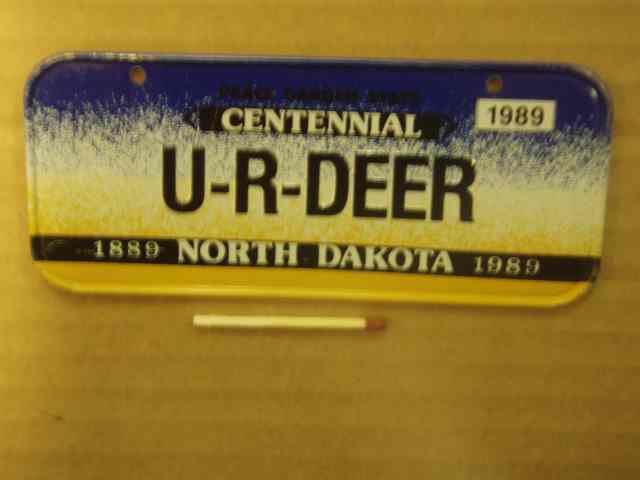 PEACE GARDEN STATE
CENTENNIAL
1989
U-R-DEER
1889 NORTH DAKOTA 1989